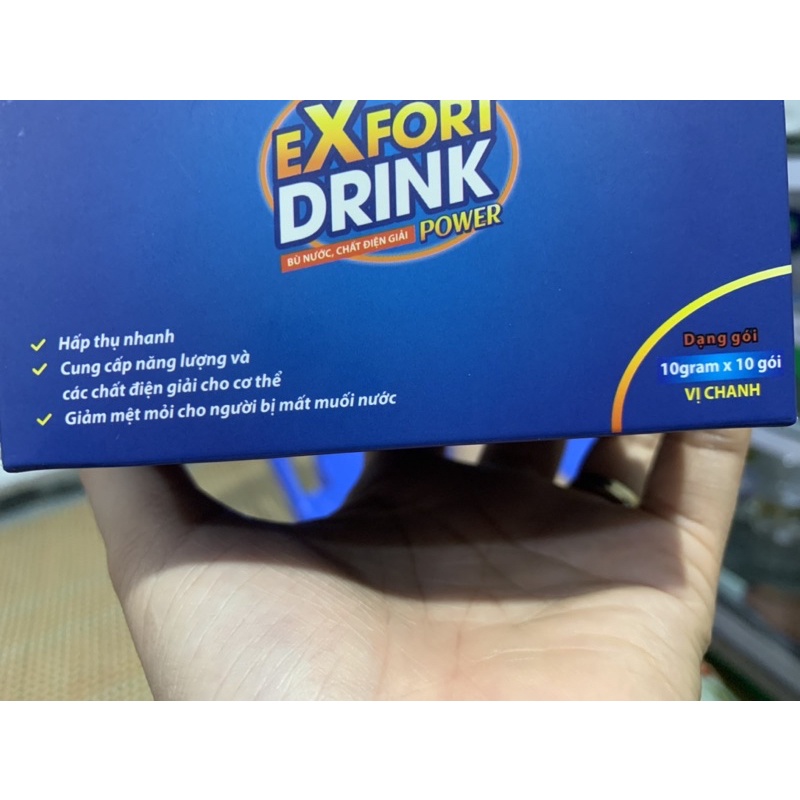 EXFORT
DRINK
POWER
BÙ NƯỚC, CHẤT ĐIỆN GIẢI
Hấp thụ nhanh
Cung cấp năng lượng và
các chất điện giải cho cơ thể
Giảm mệt mỏi cho người bị mất muối nước
Dạng gói
10gram x 10 gói
VỊ CHANH